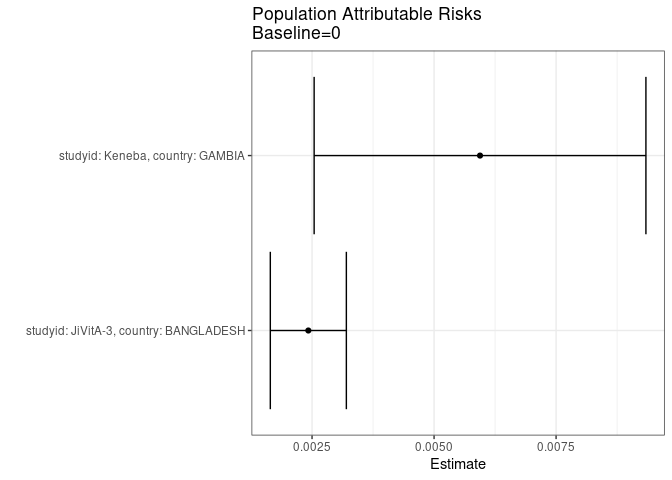 Population Attributable Risks
Baseline=0
studyid: Keneba, country: GAMBIA
studyid: JiVitA-3, country: BANGLADESH
0.0025
0.0050
0.0075
Estimate